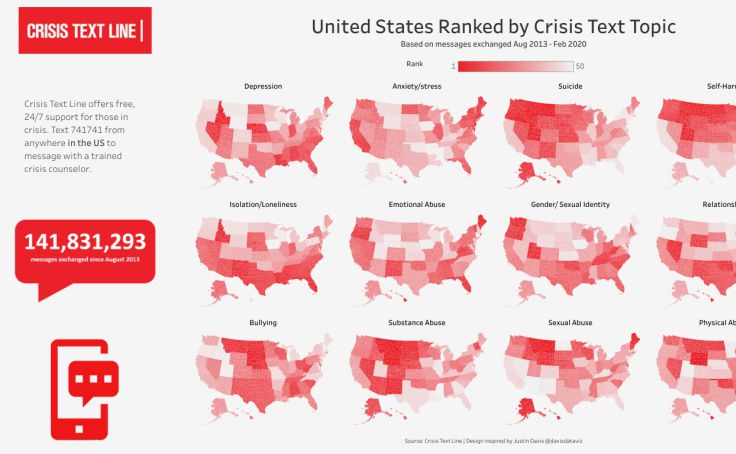 CRISIS TEXT LINE|
United States Ranked by Crisis Text Topic
Based on messages exchanged Aug 2013 - Feb 2020
Rank 1 50
Crisis Text Line offers free,
24/7 support for those in
crisis. Text 741741 from
anywhere in the US to
message with a trained
crisis counselor.
141,831,293
messages exchanged since August 2013
Depression Anxiety/stress Suicide Self-Harm
Isolation/Loneliness Emotional Abuse Gender/ Sexual Identity Relations
Bullying Substance Abuse Sexual Abuse Physical Ab
Source: Crisis Text Line | Design inspired by Justin Davis @davisdataviz